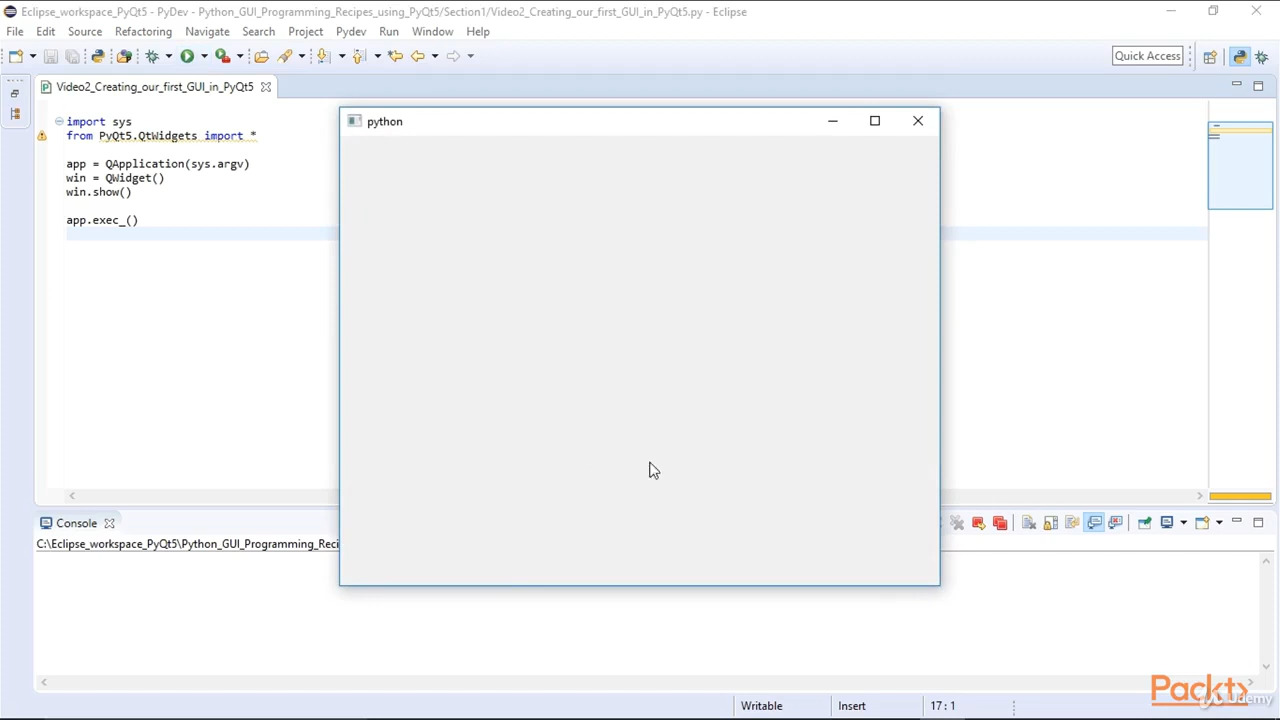 Eclipse_workspace_PyQt5 - PyDev - Python_GUI_Programming_Recipes_using_PyQt5/Section1/Video2_Creating_our_first_GUI_in_PyQt5.py - Eclipse
File Edit Source Refactoring Navigate Search Project Pydev Run Window Help
Quick Access
Video2_Creating_our_first_GUI_in_PyQt5
import sys
from PyQt5.QtWidgets import *
app = QApplication(sys.argv)
win = QWidget()
win.show()
app.exec_()
python
Console
C:\Eclipse_workspace_PyQt5\Python_GUI_Programming_Reci
Writable Insert 17 : 1
Packt
Udemy